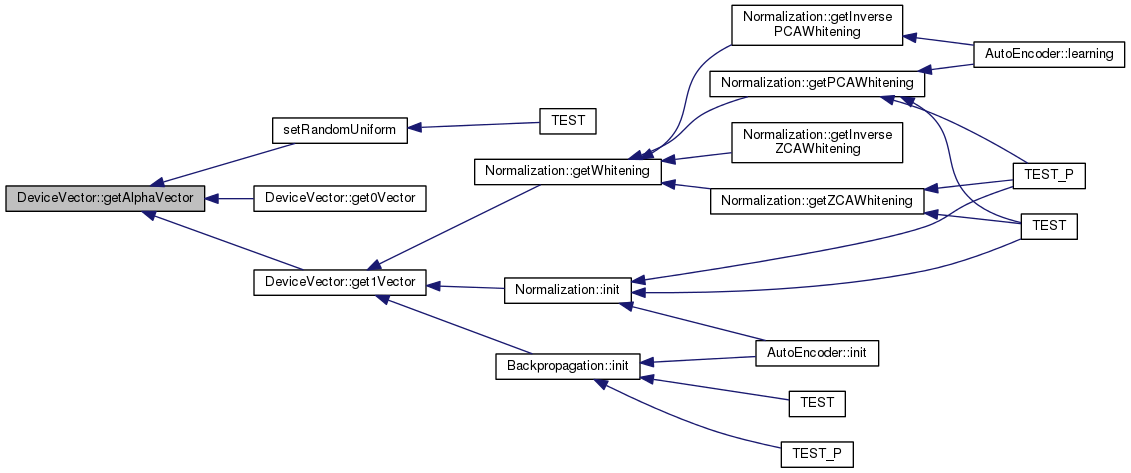 DeviceVector::getAlphaVector
setRandomUniform
TEST
DeviceVector::get0Vector
DeviceVector::get1Vector
Normalization::getWhitening
Normalization::getInverse
PCAWhitening
AutoEncoder::learning
Normalization::getPCAWhitening
Normalization::getInverse
ZCAWhitening
Normalization::getZCAWhitening
TEST_P
TEST
Normalization::init
AutoEncoder::init
Backpropagation::init
TEST
TEST_P